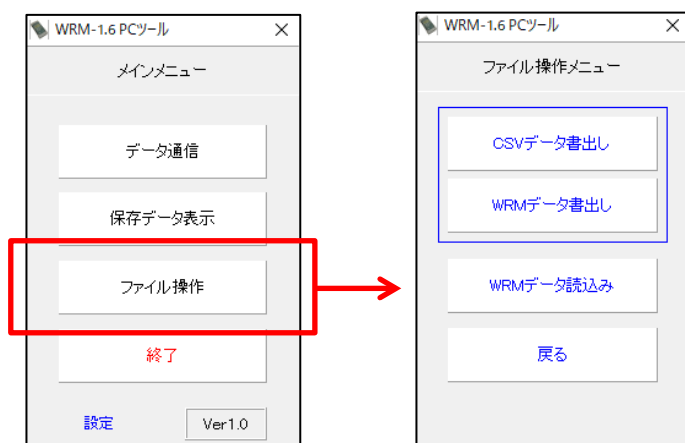 WRM-1.6 PCツール
メインメニュー
データ通信
保存データ表示
ファイル操作
終了
設定
Ver1.0
WRM-1.6 PCツール
ファイル操作メニュー
CSVデータ書出し
WRMデータ書出し
WRMデータ読込み
戻る